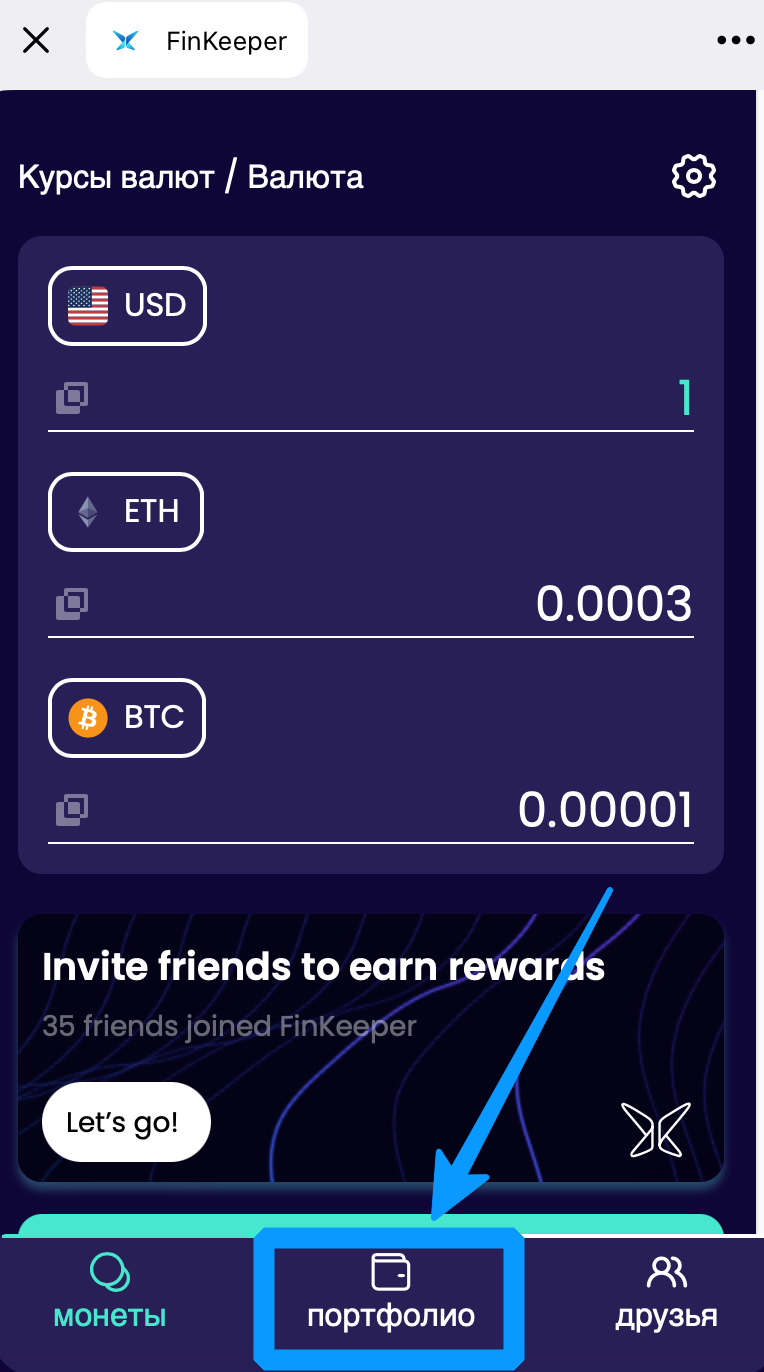 FinKeeper
Курсы валют / Валюта
USD
1
ETH
0.0003
BTC
0.00001
Invite friends to earn rewards
35 friends joined FinKeeper
Let's go!
монеты
портфолио
друзья